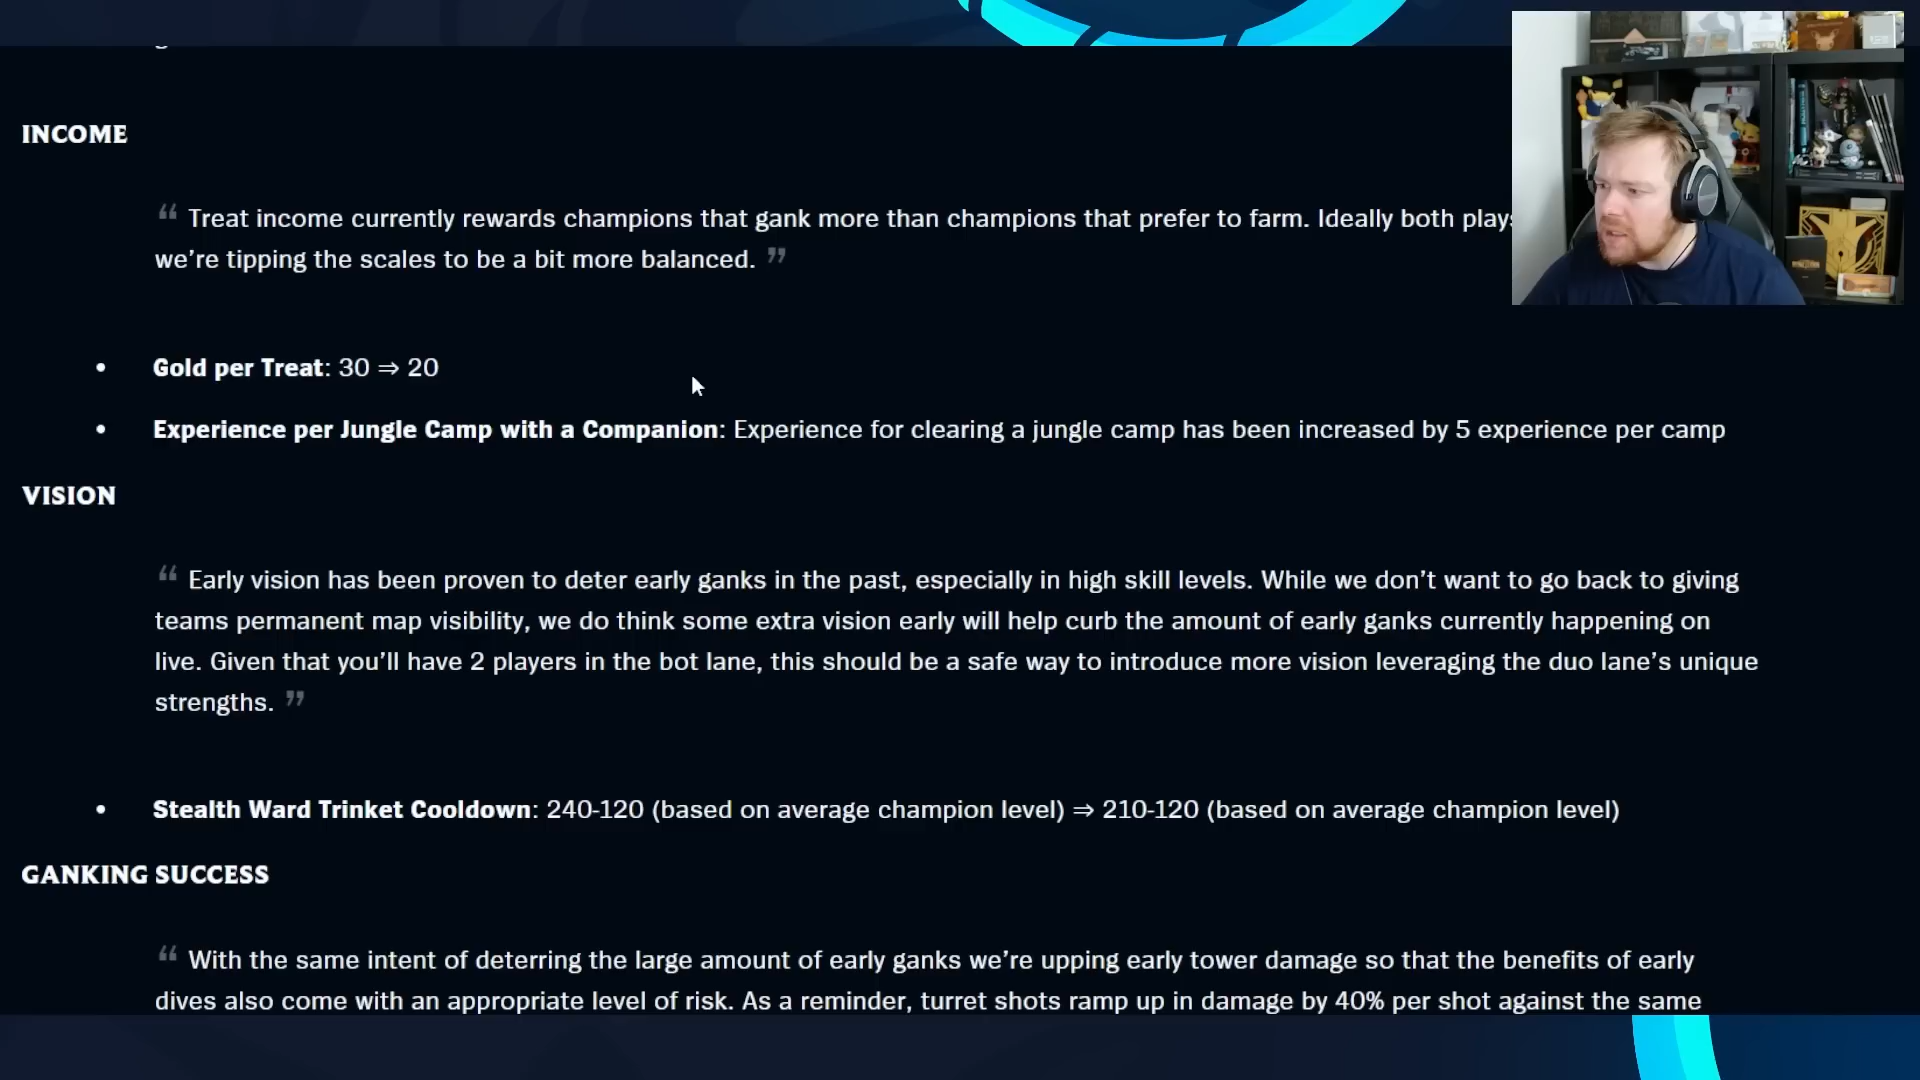 INCOME
“ Treat income currently rewards champions that gank more than champions that prefer to farm. Ideally both
we’re tipping the scales to be a bit more balanced. ”
• Gold per Treat: 30 ⇒ 20
• Experience per Jungle Camp with a Companion: Experience for clearing a jungle camp has been increased by 5 experience per camp
VISION
“ Early vision has been proven to deter early ganks in the past, especially in high skill levels. While we don’t want to go back to giving
teams permanent map visibility, we do think some extra vision early will help curb the amount of early ganks currently happening on
live. Given that you’ll have 2 players in the bot lane, this should be a safe way to introduce more vision leveraging the duo lane’s unique
strengths. ”
• Stealth Ward Trinket Cooldown: 240-120 (based on average champion level) ⇒ 210-120 (based on average champion level)
GANKING SUCCESS
“ With the same intent of deterring the large amount of early ganks we’re upping early tower damage so that the benefits of early
dives also come with an appropriate level of risk. As a reminder, turret shots ramp up in damage by 40% per shot against the same